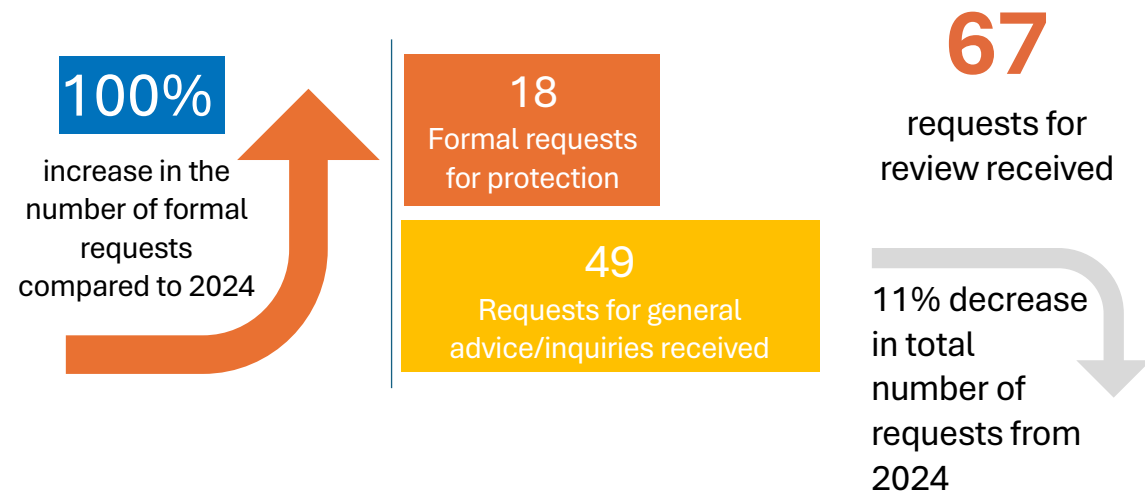 100%
increase in the
number of formal
requests
compared to 2024
18
Formal requests
for protection
49
Requests for general
advice/inquiries received
67
requests for
review received
11% decrease
in total
number of
requests from
2024